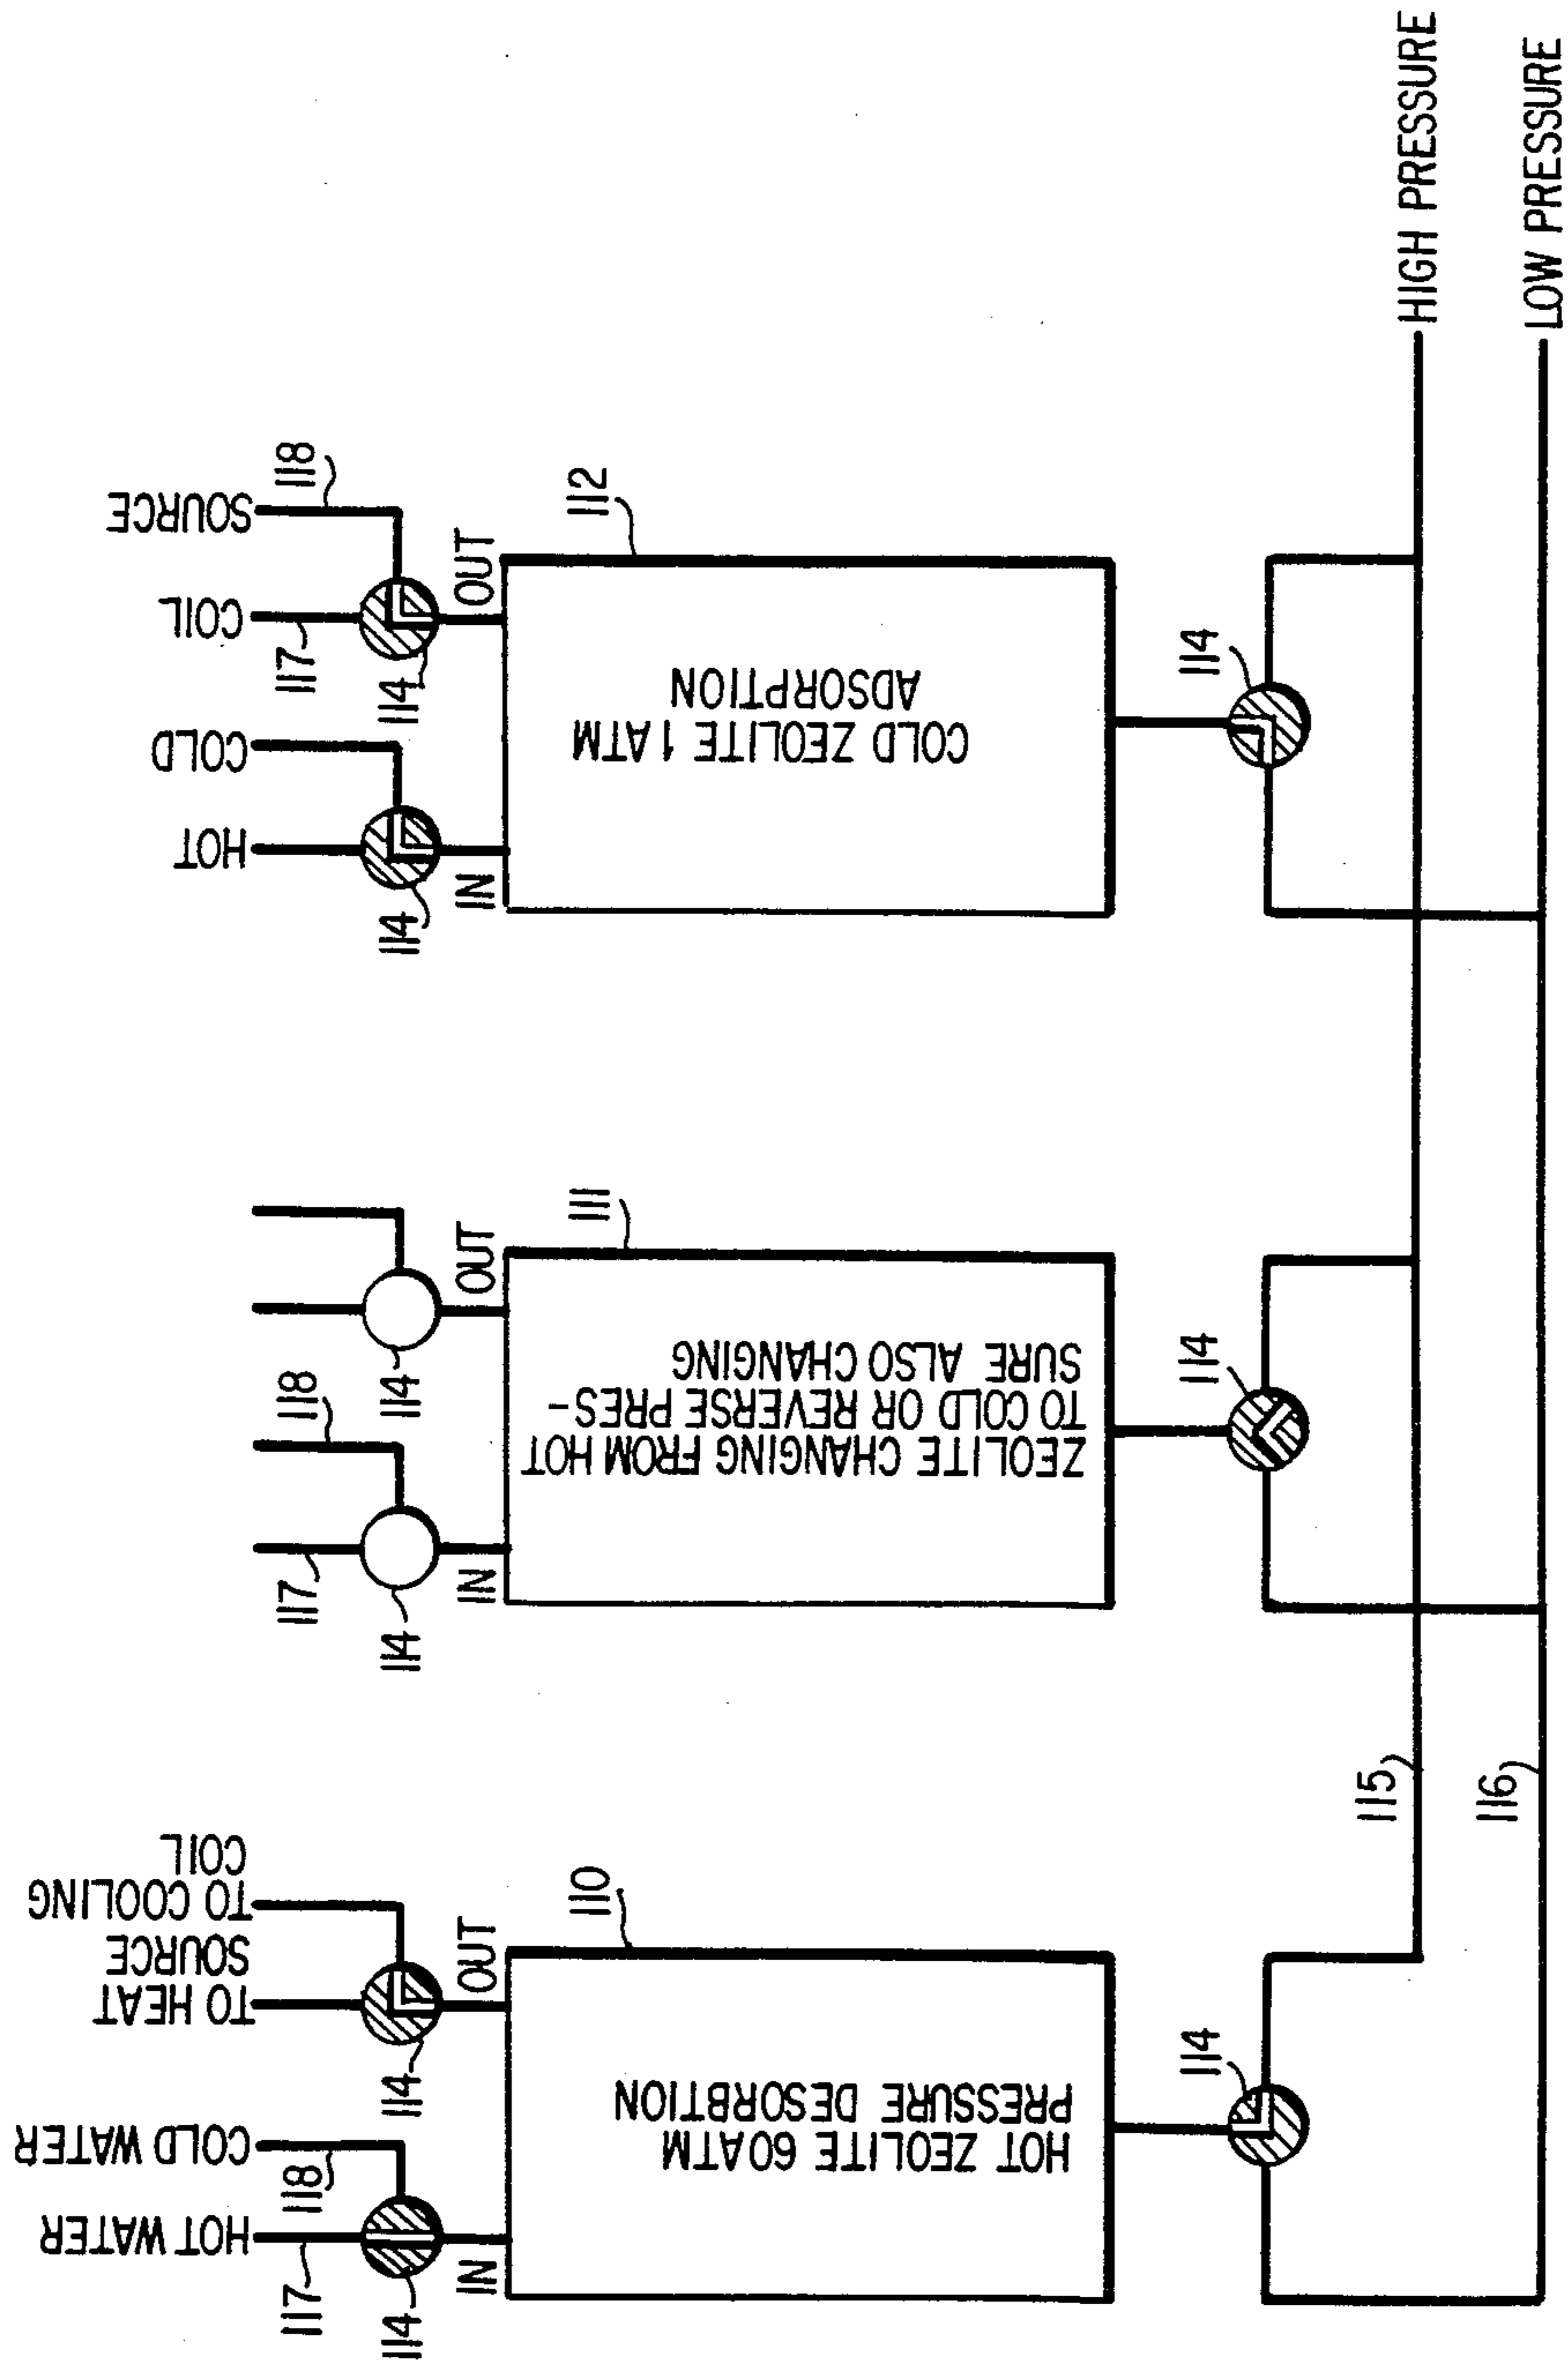 HOT WATER
COLD WATER
TO HEAT
SOURCE
TO COOLING
COIL
117
118
114
114
IN
OUT
110
HOT ZEOLITE 60ATM
PRESSURE DESORBTION
114
117
118
114
114
IN
OUT
111
ZEOLITE CHANGING FROM HOT
TO COLD OR REVERSE PRES-
SURE ALSO CHANGING
114
HOT
COLD
COIL
SOURCE
117
118
114
114
IN
OUT
112
COLD ZEOLITE 1 ATM
ADSORPTION
114
115
116
HIGH PRESSURE
LOW PRESSURE